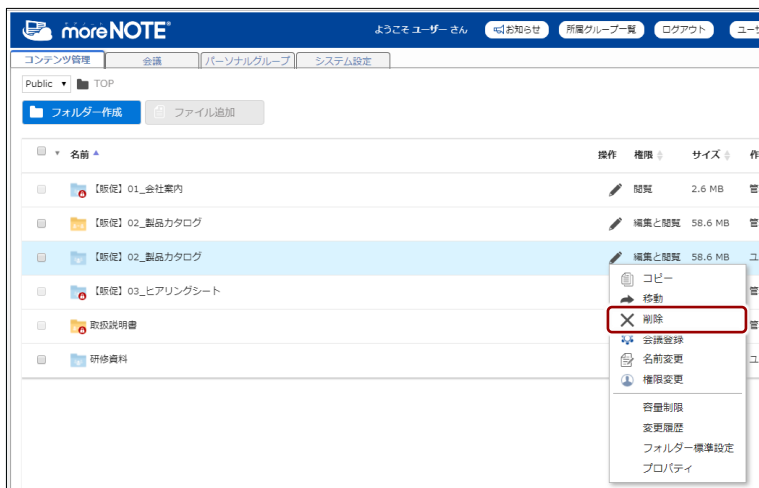 moreNOTE
ようこそ ユーザー さん
お知らせ
所属グループ一覧
ログアウト
ユーザ
コンテンツ管理
会議
パーソナルグループ
システム設定
Public
TOP
フォルダー作成
ファイル追加
名前 操作 権限 サイズ 作
【販促】01_会社案内 閲覧 2.6 MB 管
【販促】02_製品カタログ 編集と閲覧 58.6 MB 管
【販促】02_製品カタログ 編集と閲覧 58.6 MB ユ
【販促】03_ヒアリングシート 管
取扱説明書 管
研修資料 ユ
コピー
移動
削除
会議登録
名前変更
権限変更
容量制限
変更履歴
フォルダー標準設定
プロパティ